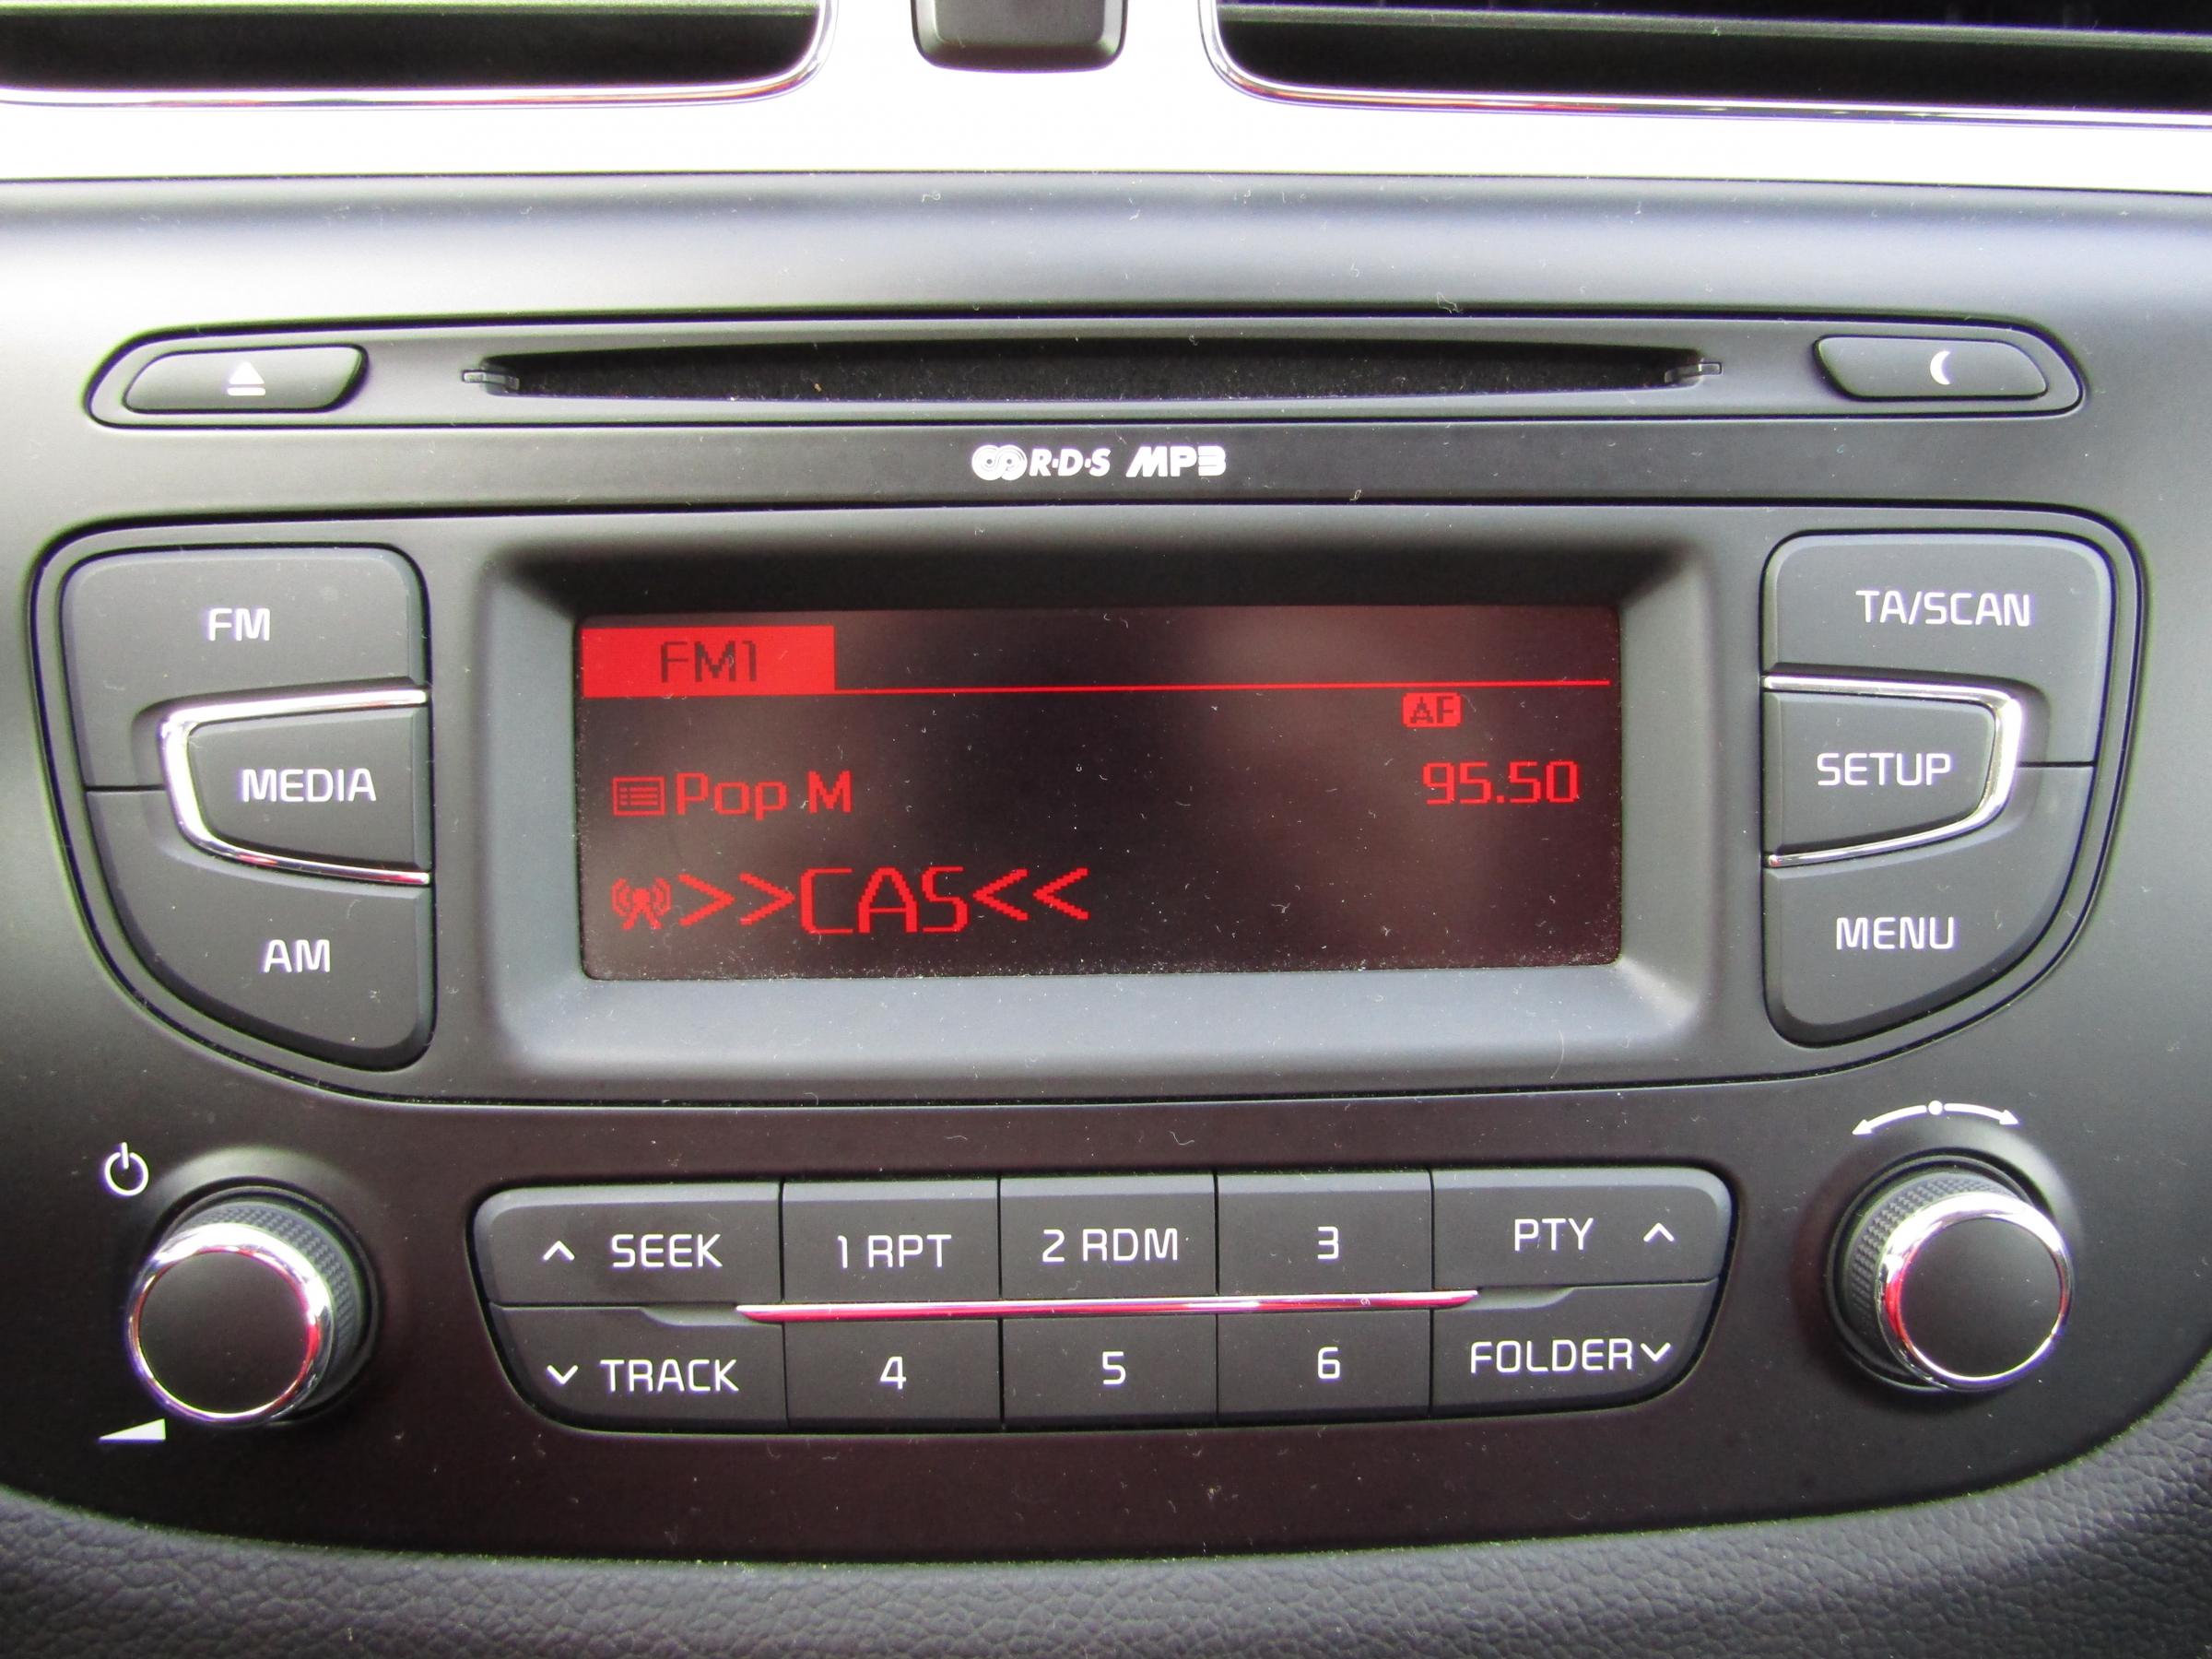 R·D·S MP3
FM
MEDIA
AM
FM1
AF
Pop M
95.50
>>CAS<<
TA/SCAN
SETUP
MENU
SEEK
1 RPT
2 RDM
3
PTY
TRACK
4
5
6
FOLDER